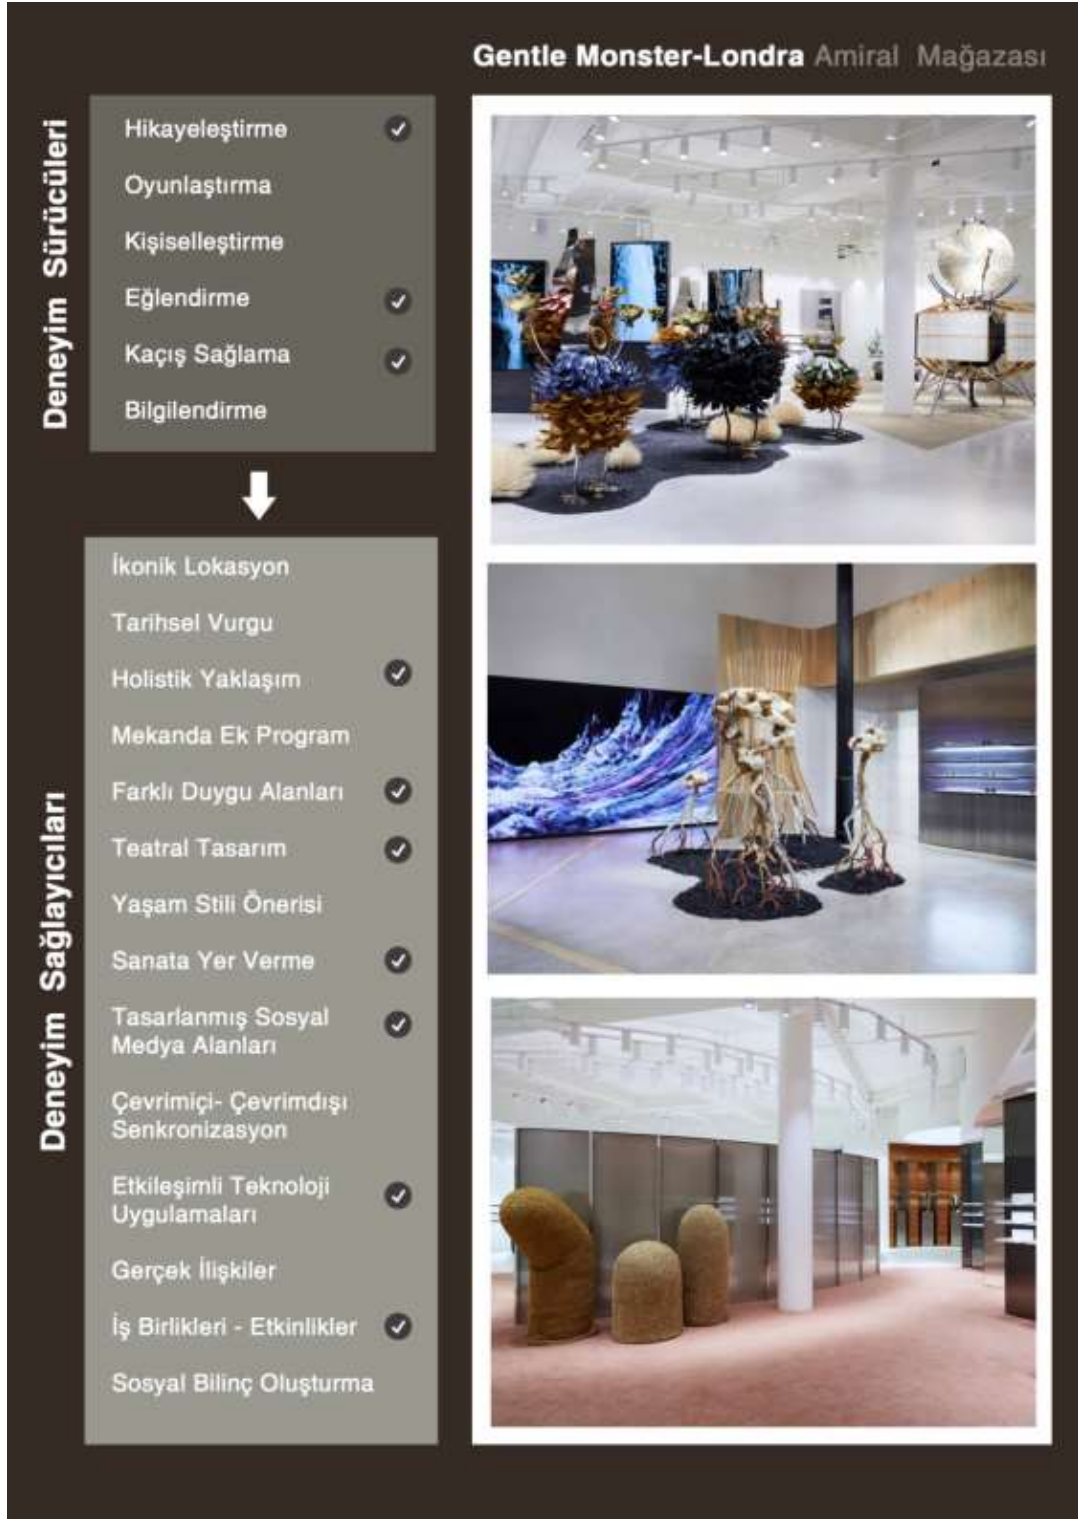 Gentle Monster-Londra Amiral Mağazası
Deneyim Sürücüleri
Hikayeleştirme
Oyunlaştırma
Kişiselleştirme
Eğlendirme
Kaçış Sağlama
Bilgilendirme
Deneyim Sağlayıcıları
İkonik Lokasyon
Tarihsel Vurgu
Holistik Yaklaşım
Mekanda Ek Program
Farklı Duygu Alanları
Teatral Tasarım
Yaşam Stili Önerisi
Sanata Yer Verme
Tasarlanmış Sosyal
Medya Alanları
Çevrimiçi- Çevrimdışı
Senkronizasyon
Etkileşimli Teknoloji
Uygulamaları
Gerçek İlişkiler
İş Birlikleri - Etkinlikler
Sosyal Bilinç Oluşturma